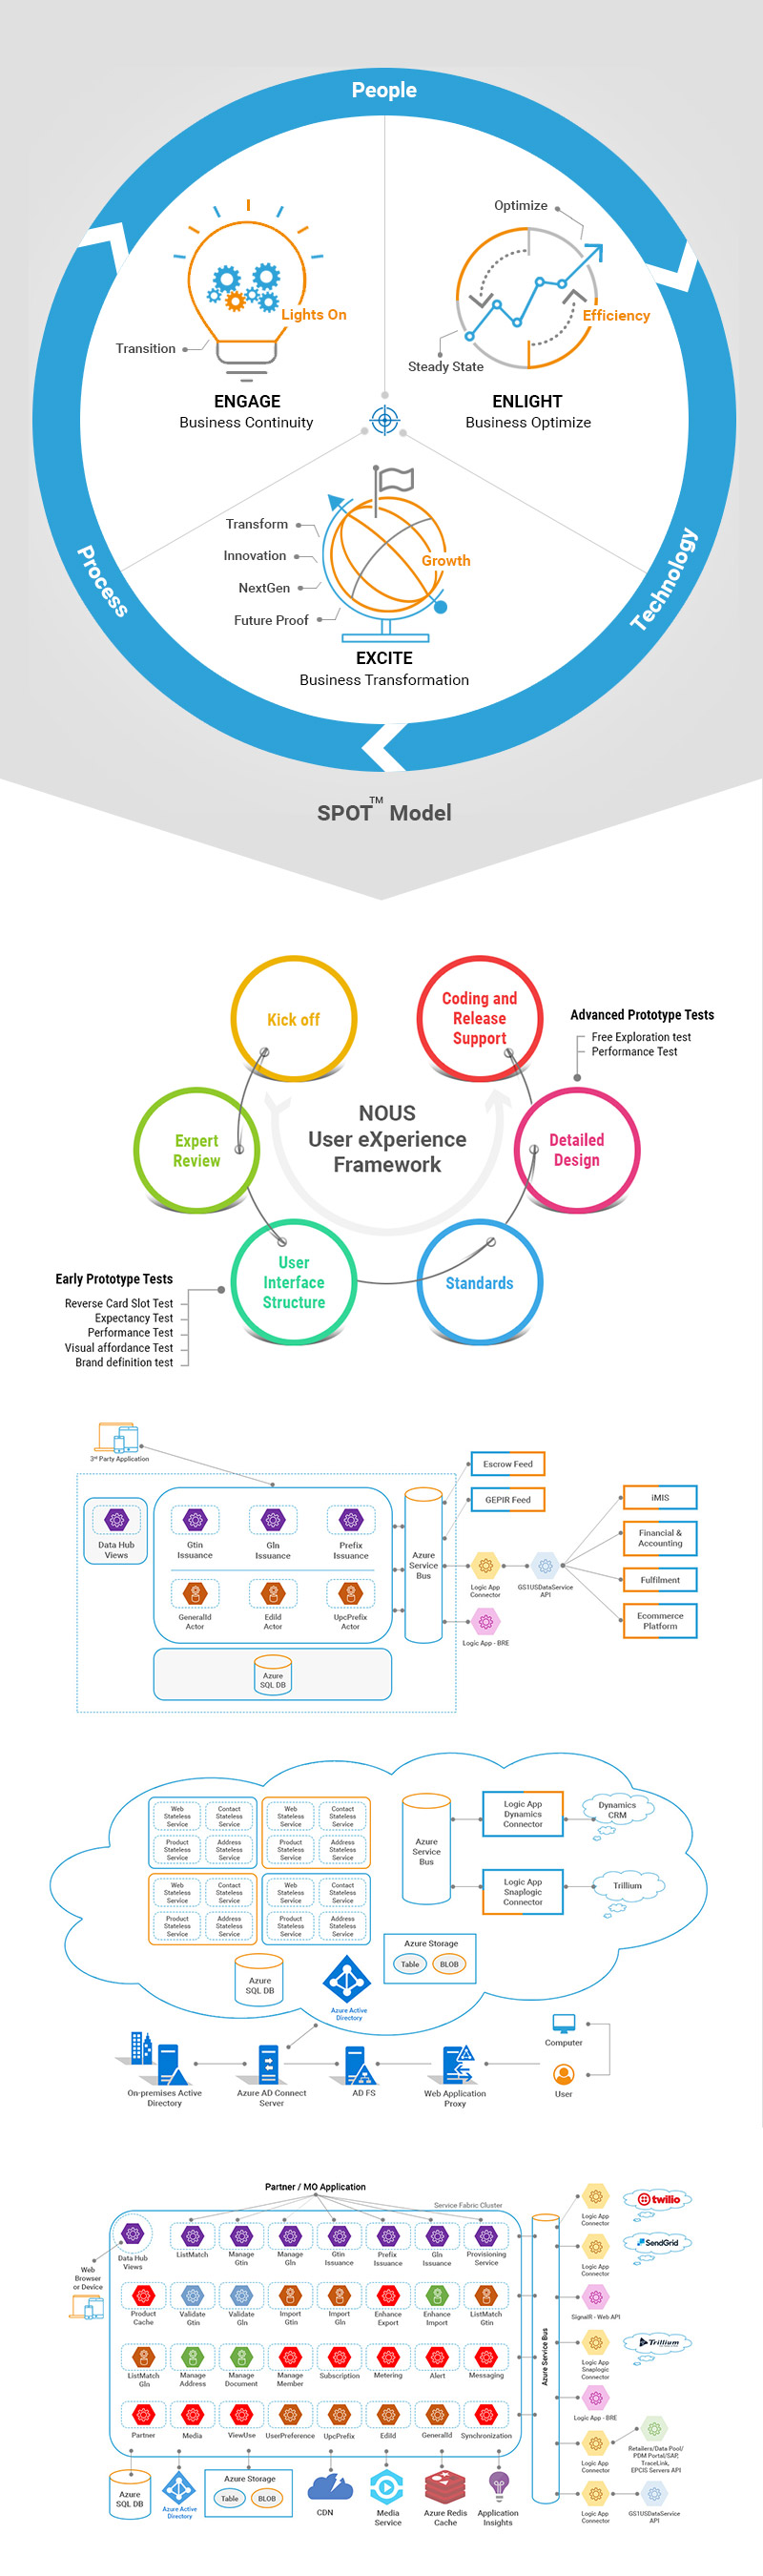 People
Optimize
Lights On
Efficiency
Transition
Steady State
ENGAGE
Business Continuity
ENLIGHT
Business Optimize
Transform
Innovation
NextGen
Future Proof
Growth
Process
Technology
EXCITE
Business Transformation
SPOT™ Model
Kick off
Coding and
Release
Support
Advanced Prototype Tests
Free Exploration test
Performance Test
NOUS
User eXperience
Framework
Expert
Review
Detailed
Design
User
Interface
Structure
Standards
Early Prototype Tests
Reverse Card Slot Test
Expectancy Test
Performance Test
Visual affordance Test
Brand definition test
3rd Party Application
Data Hub
Views
Gtin
Issuance
Gln
Issuance
Prefix
Issuance
GeneralId
Actor
EdiId
Actor
UpcPrefix
Actor
Azure
SQL DB
Azure
Service
Bus
Escrow Feed
GEPIR Feed
Logic App
Connector
GS1USDataService
API
Logic App - BRE
iMIS
Financial &
Accounting
Fulfilment
Ecommerce
Platform
Web
Stateless
Service
Contact
Stateless
Service
Product
Stateless
Service
Address
Stateless
Service
Web
Stateless
Service
Contact
Stateless
Service
Product
Stateless
Service
Address
Stateless
Service
Web
Stateless
Service
Contact
Stateless
Service
Product
Stateless
Service
Address
Stateless
Service
Web
Stateless
Service
Contact
Stateless
Service
Product
Stateless
Service
Address
Stateless
Service
Azure
Service
Bus
Logic App
Dynamics
Connector
Dynamics
CRM
Logic App
Snaplogic
Connector
Trillium
Azure
SQL DB
Azure Active
Directory
Azure Storage
Table
BLOB
Computer
On-premises Active
Directory
Azure AD Connect
Server
AD FS
Web Application
Proxy
User
Partner / MO Application
Service Fabric Cluster
Data Hub
Views
Web
Browser
or Device
ListMatch
Manage
Gtin
Manage
Gln
Gtin
Issuance
Prefix
Issuance
Gln
Issuance
Provisioning
Service
Product
Cache
Validate
Gtin
Validate
Gln
Import
Gtin
Import
Gln
Enhance
Export
Enhance
Import
ListMatch
Gtin
ListMatch
Gln
Manage
Address
Manage
Document
Manage
Member
Subscription
Metering
Alert
Messaging
Partner
Media
ViewUse
UserPreference
UpcPrefix
EdiId
GeneralId
Synchronization
Azure Service Bus
Logic App
Connector
twilio
Logic App
Connector
SendGrid
SignalR - Web API
Logic App
Snaplogic
Connector
Trillium
Logic App - BRE
Logic App
Connector
Retailers/Data Pool/
PDM Portal/SAP,
TraceLink,
EPCIS Servers API
Logic App
Connector
GS1USDataService
API
Azure
SQL DB
Azure Active
Directory
Azure Storage
Table
BLOB
CDN
Media
Service
Azure Redis
Cache
Application
Insights